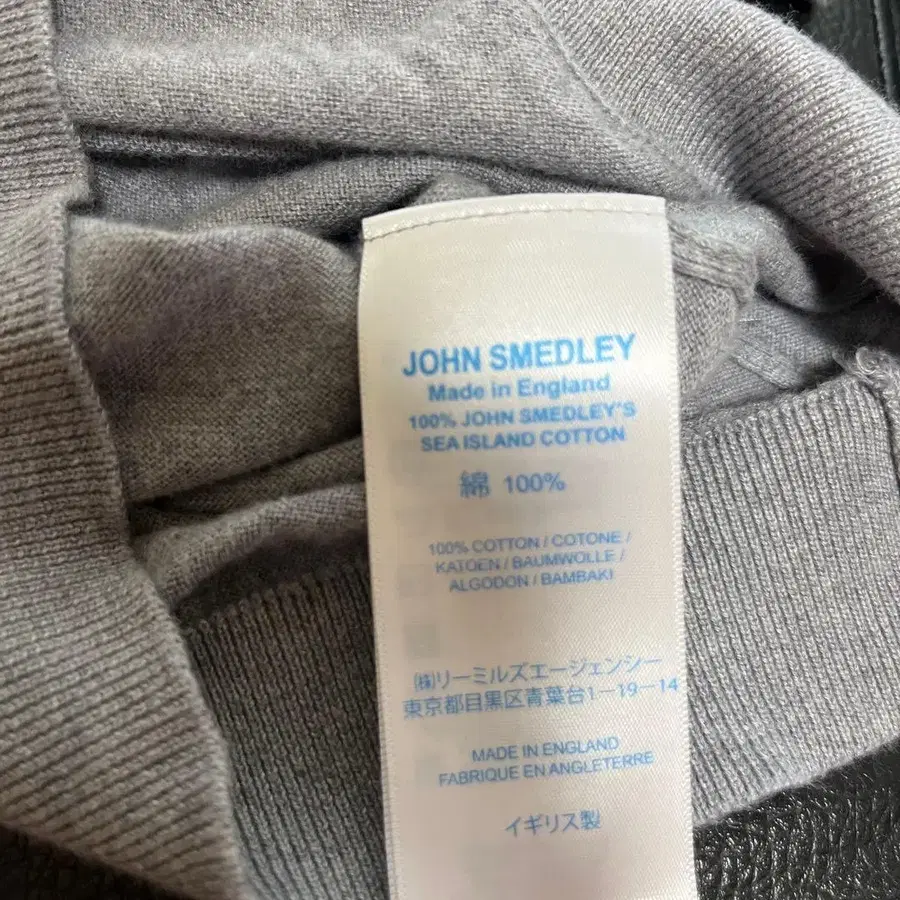 JOHN SMEDLEY
Made in England
100% JOHN SMEDLEY'S
SEA ISLAND COTTON
綿 100%
100% COTTON / COTONE /
KATOEN / BAUMWOLLE /
ALGODON / BAMBAKI
(株)リーミルズエージェンシー
東京都目黒区青葉台1-19-14
MADE IN ENGLAND
FABRIQUE EN ANGLETERRE
イギリス製